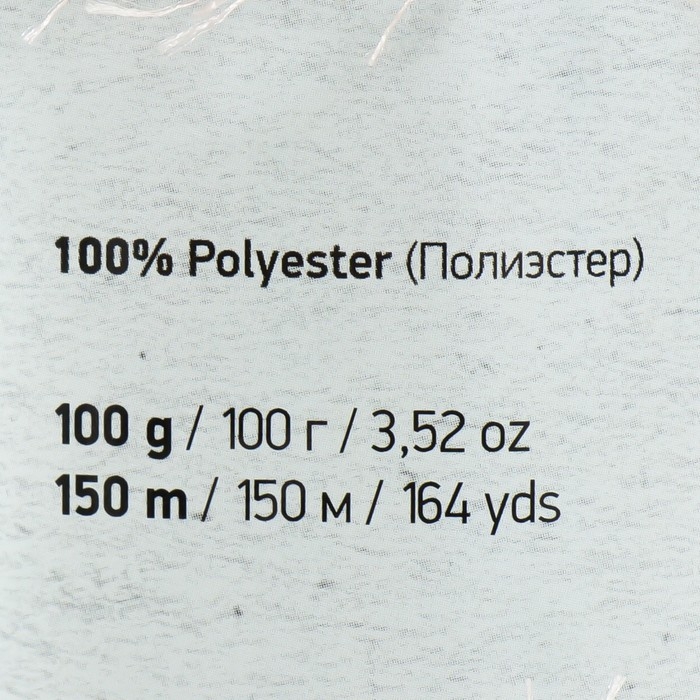 100% Polyester (Полиэстер)
100 g / 100 г / 3,52 oz
150 m / 150 м / 164 yds